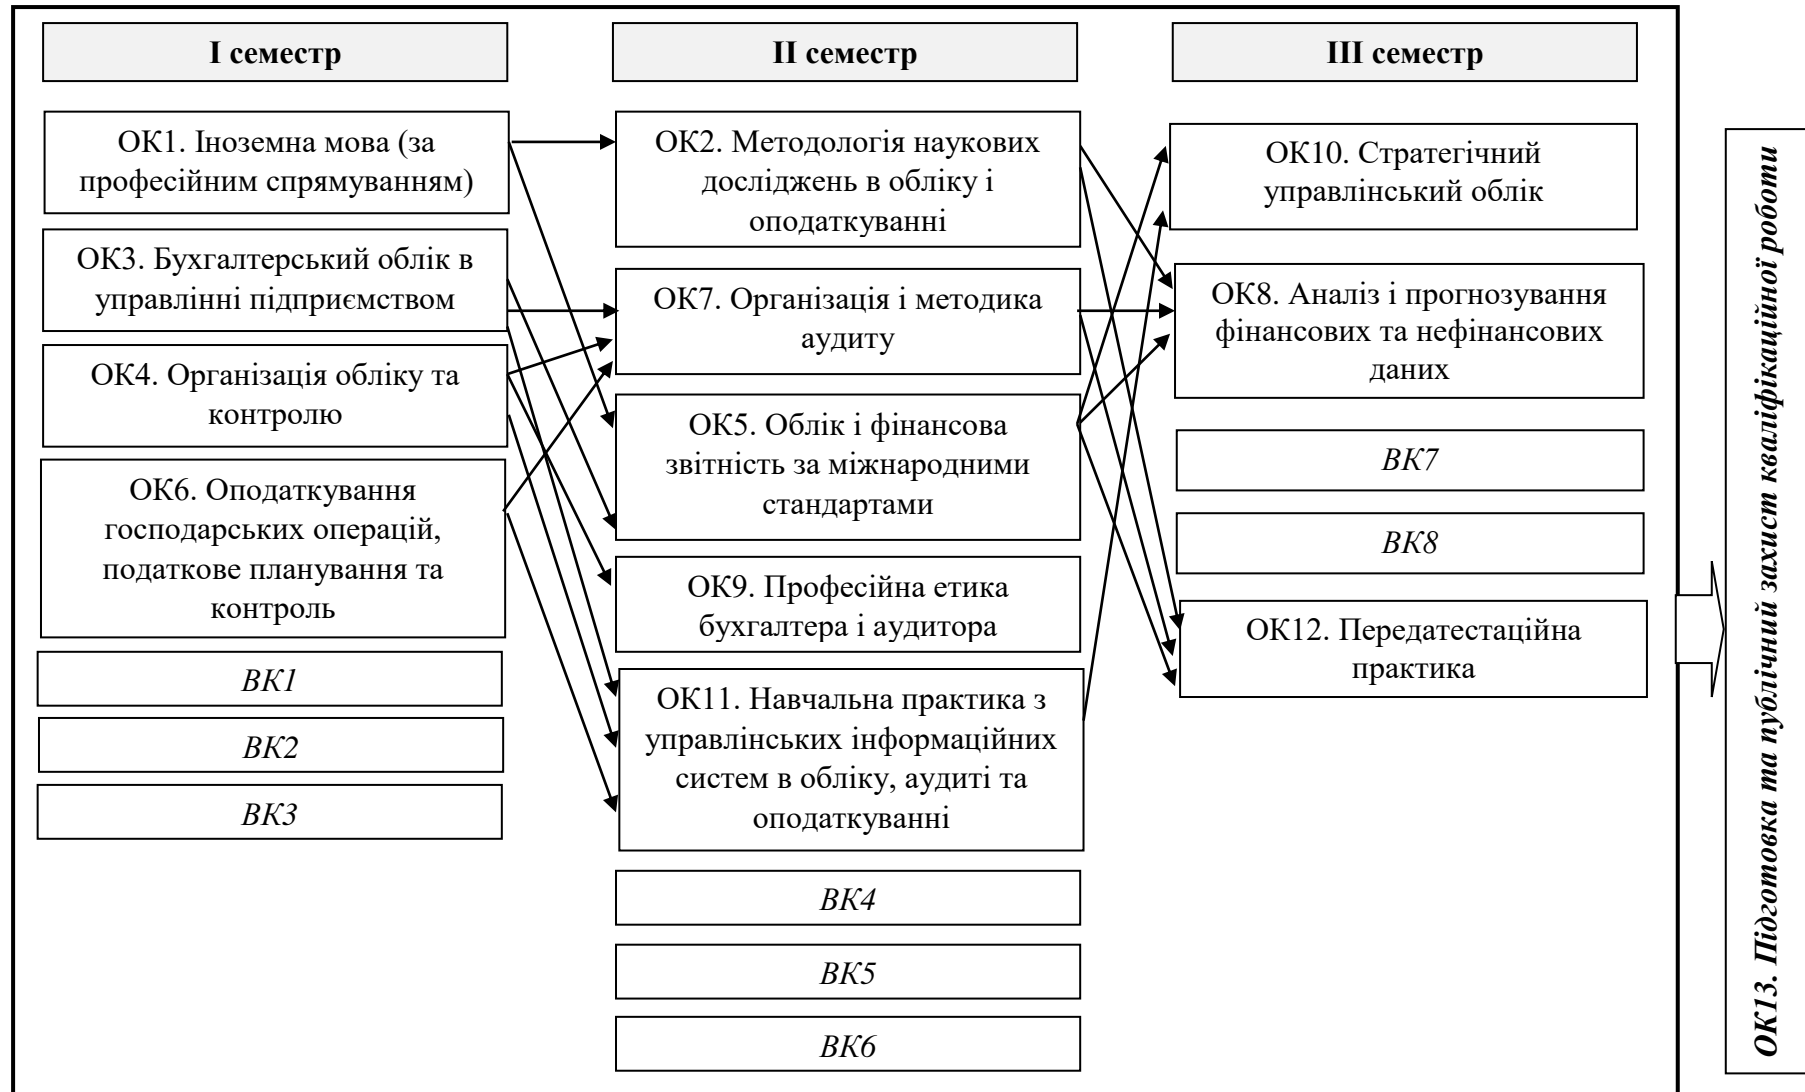 І семестр
ОК1. Іноземна мова (за
професійним спрямуванням)
ОК3. Бухгалтерський облік в
управлінні підприємством
ОК4. Організація обліку та
контролю
ОК6. Оподаткування
господарських операцій,
податкове планування та
контроль
ВК1
ВК2
ВК3
ІІ семестр
ОК2. Методологія наукових
досліджень в обліку і
оподаткуванні
ОК7. Організація і методика
аудиту
ОК5. Облік і фінансова
звітність за міжнародними
стандартами
ОК9. Професійна етика
бухгалтера і аудитора
ОК11. Навчальна практика з
управлінських інформаційних
систем в обліку, аудиті та
оподаткуванні
ВК4
ВК5
ВК6
ІІІ семестр
ОК10. Стратегічний
управлінський облік
ОК8. Аналіз і прогнозування
фінансових та нефінансових
даних
ВК7
ВК8
ОК12. Передатестаційна
практика
ОК13. Підготовка та публічний захист кваліфікаційної роботи